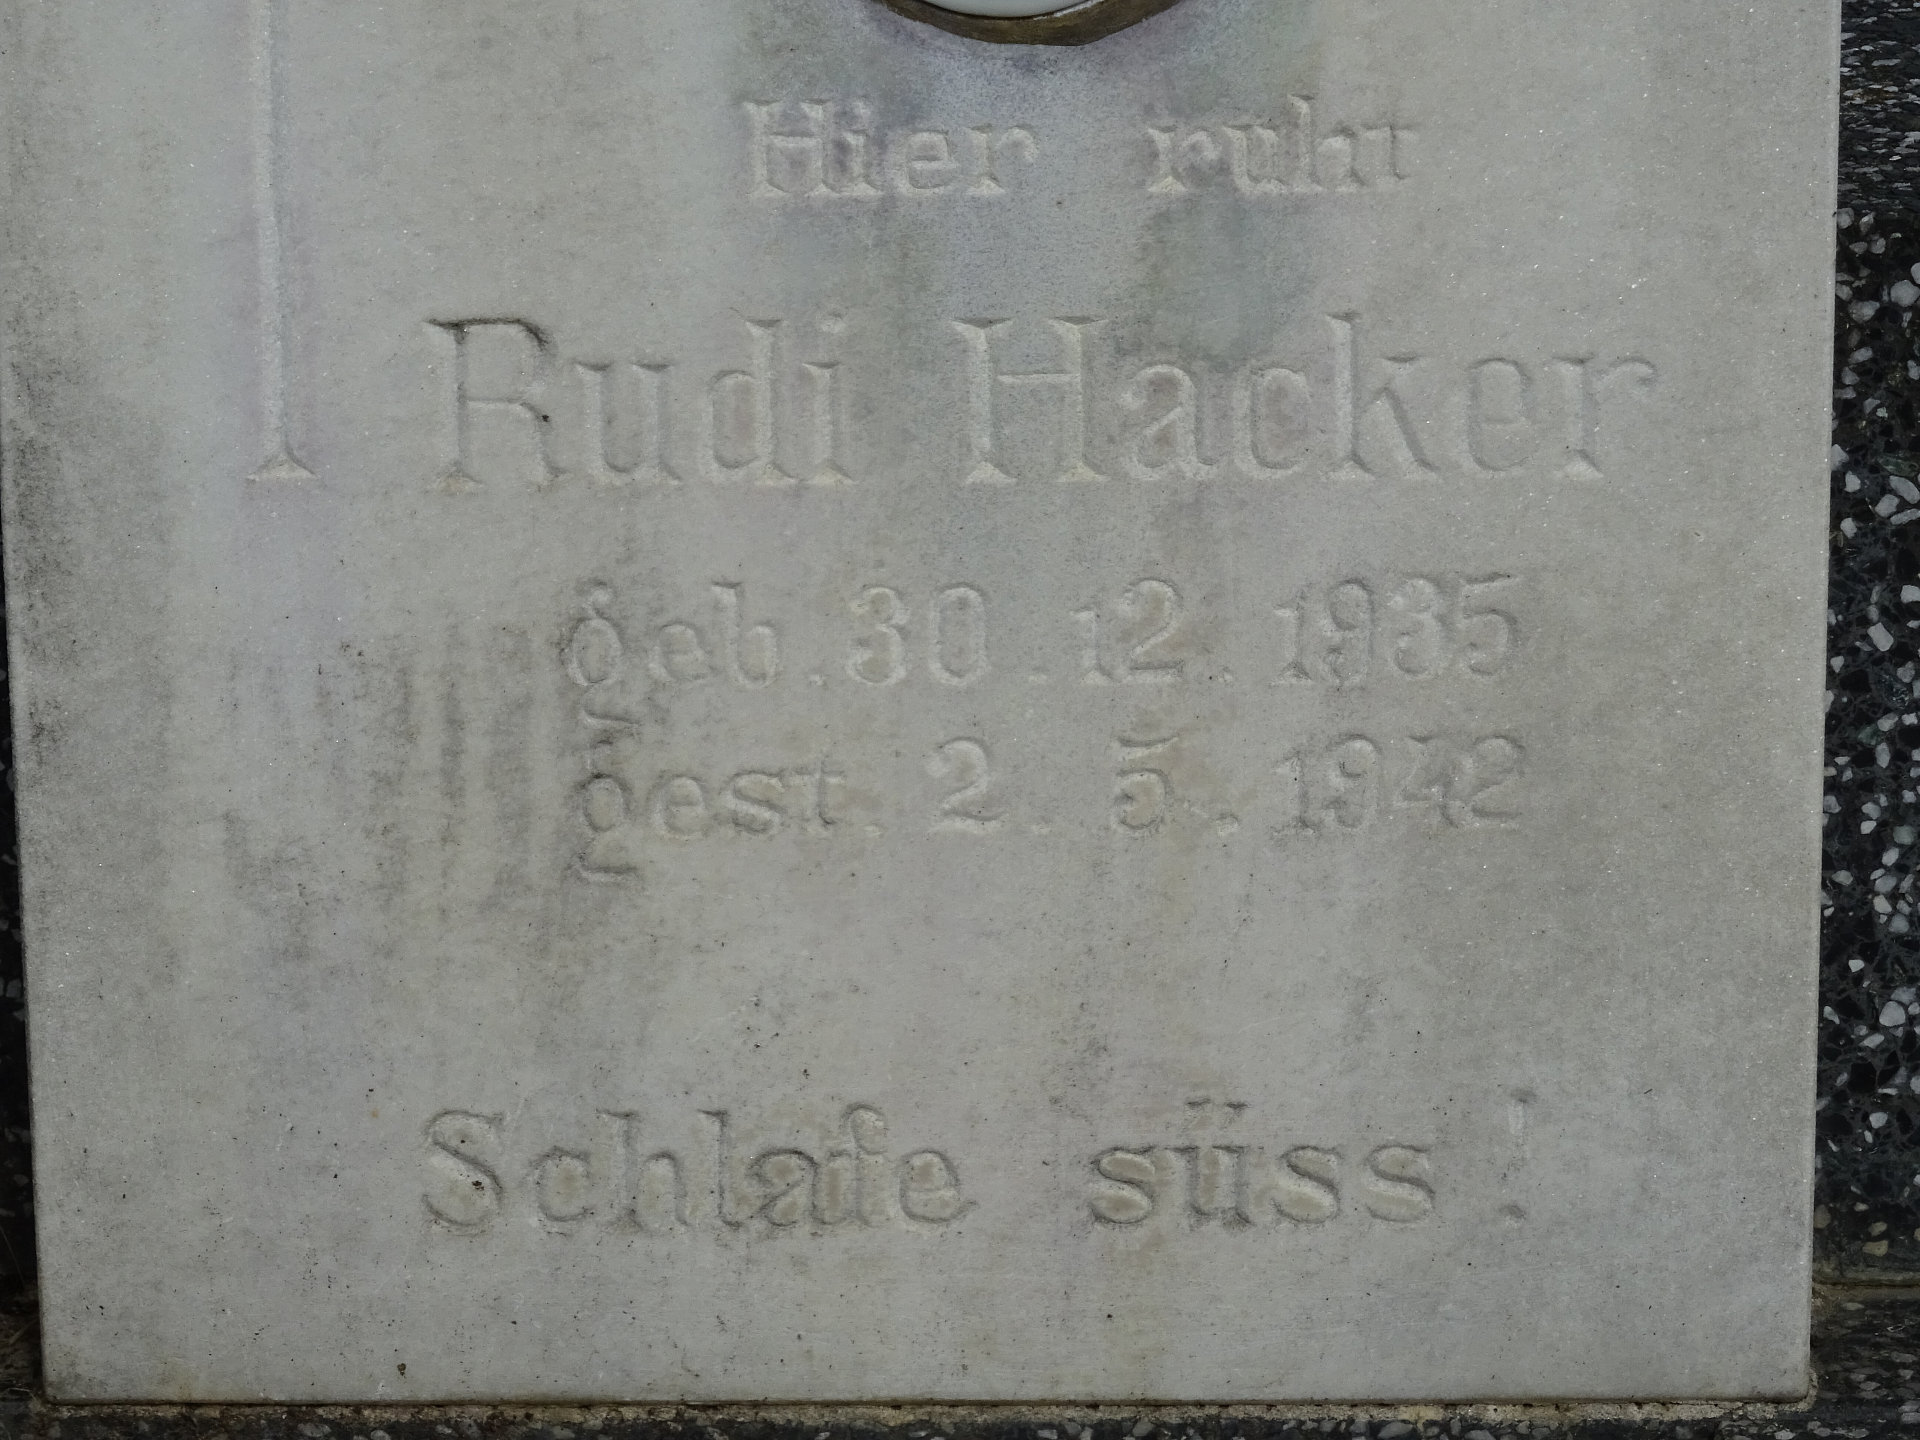 Hier ruht
Rudi Hacker
geb. 30. 12. 1935
gest. 2. 5. 1942
Schlafe süss!